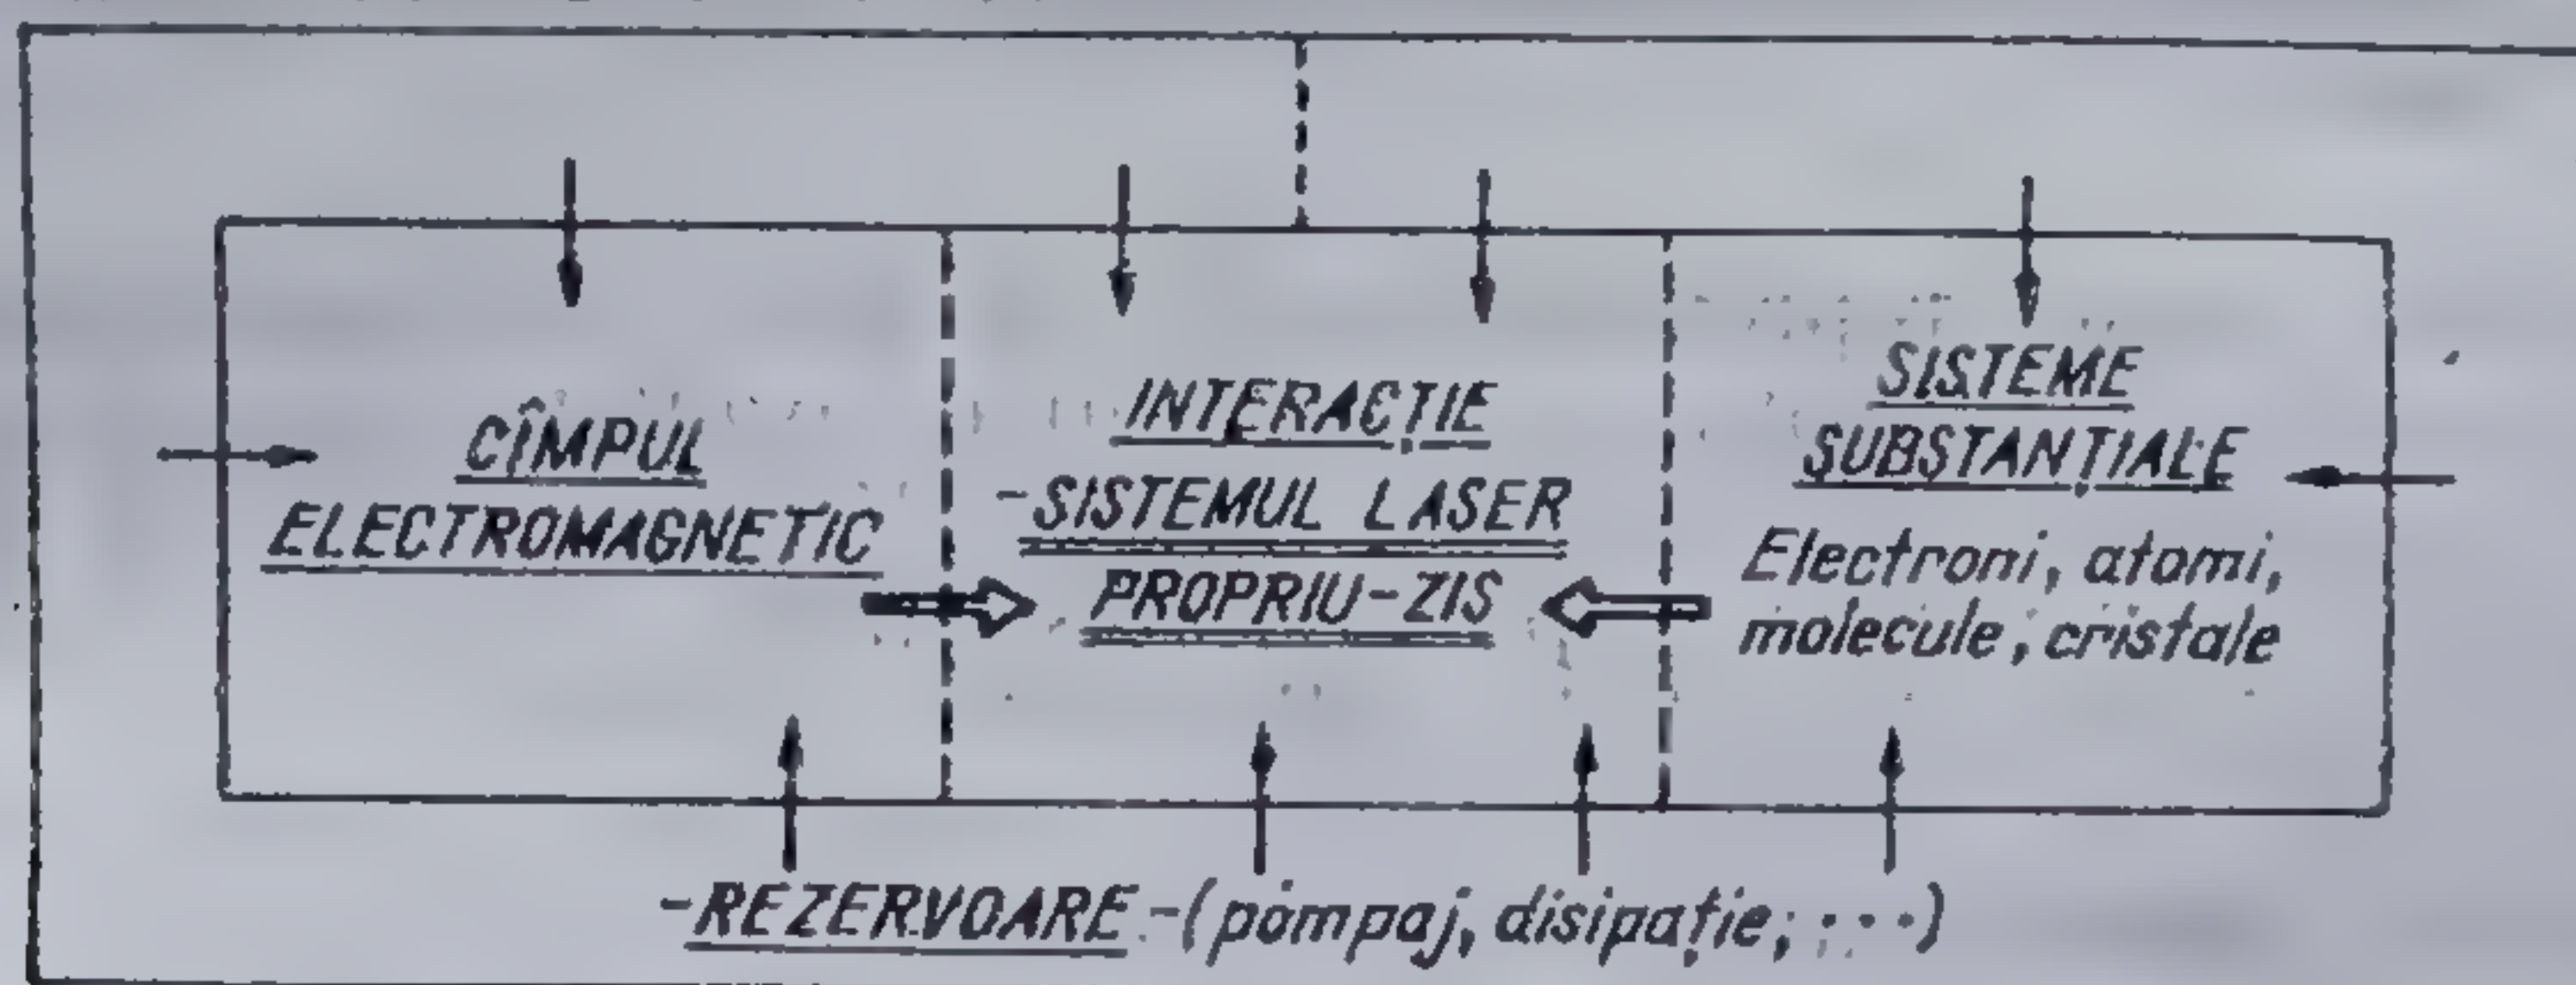 CÎMPUL
ELECTROMAGNETIC
INTERACȚIE
-SISTEMUL LASER
PROPRIU-ZIS
SISTEME
SUBSTANȚIALE
Electroni, atomi,
molecule, cristale
-REZERVOARE-(pompaj, disipație, ...)